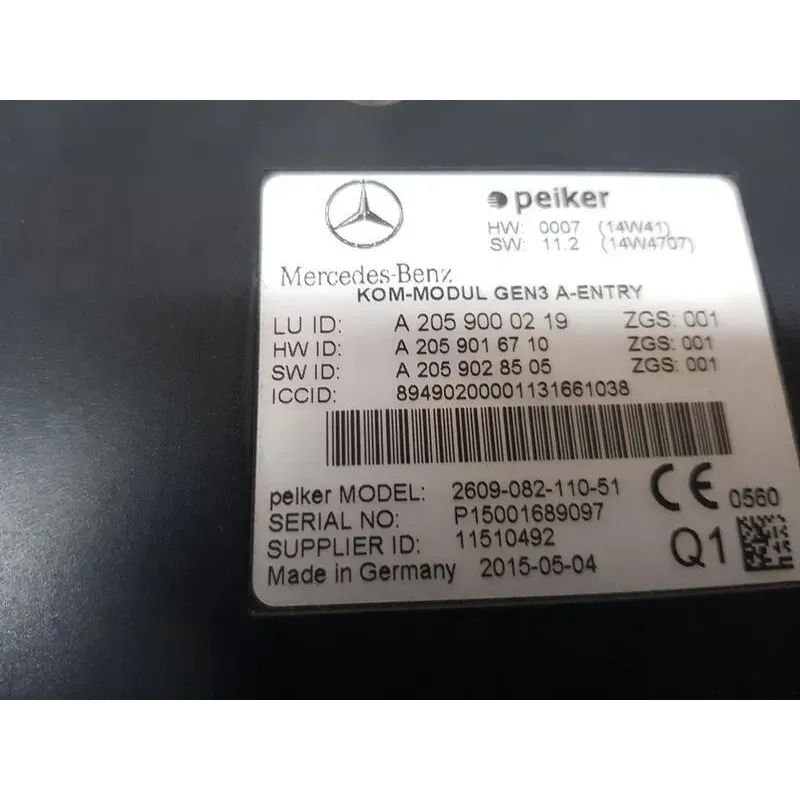 peiker
HW: 0007 (14W41)
SW: 11.2 (14W4707)
Mercedes-Benz
KOM-MODUL GEN3 A-ENTRY
LU ID: A 205 900 02 19 ZGS: 001
HW ID: A 205 901 67 10 ZGS: 001
SW ID: A 205 902 85 05 ZGS: 001
ICCID: 89490200001131661038
peiker MODEL: 2609-082-110-51 CE 0560
SERIAL NO: P15001689097
SUPPLIER ID: 11510492 Q1
Made in Germany 2015-05-04